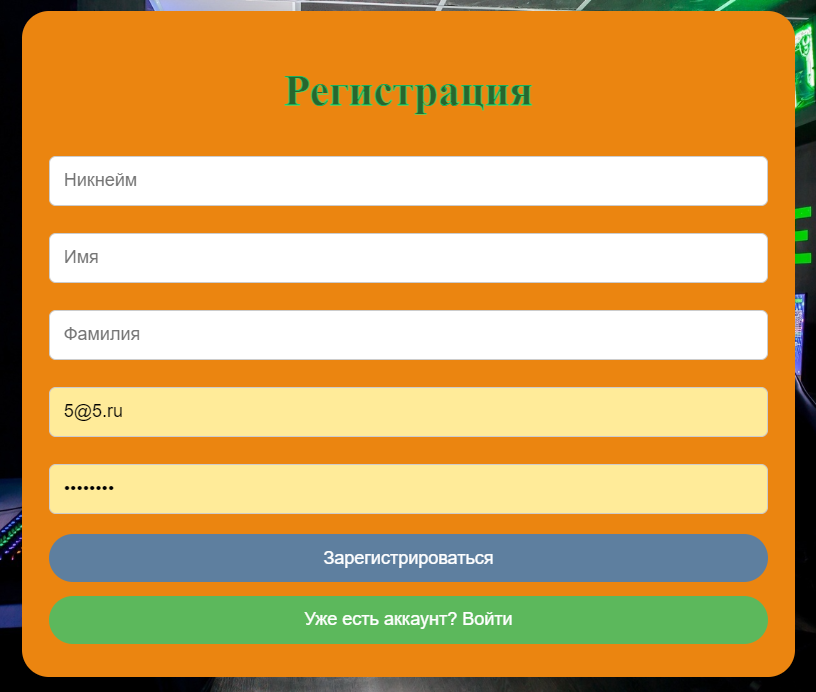 Регистрация
Никнейм
Имя
Фамилия
5@5.ru
••••••••
Зарегистрироваться
Уже есть аккаунт? Войти